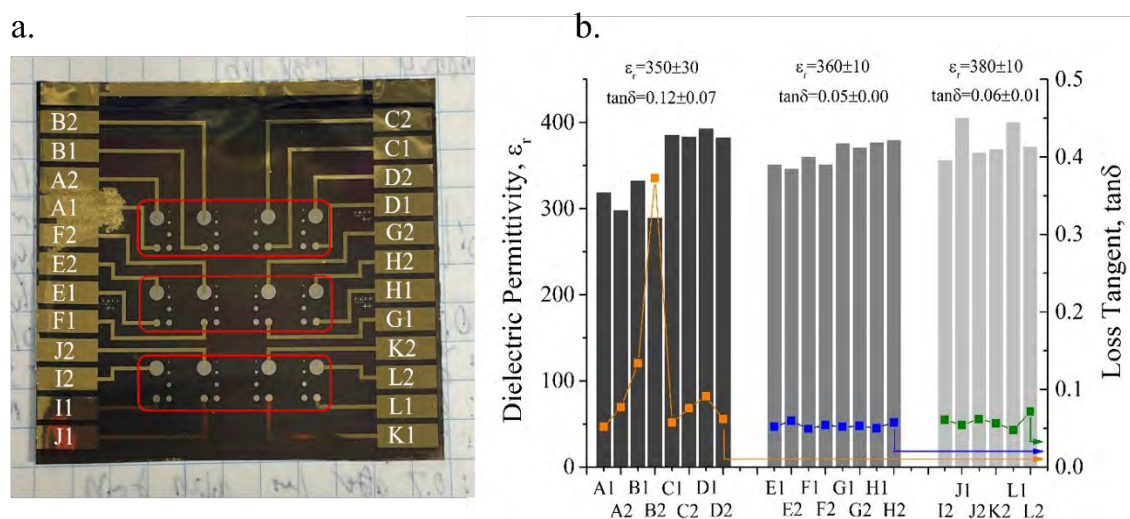 a.
b.
B2
B1
A2
A1
F2
E2
E1
F1
J2
I2
I1
J1
C2
C1
D2
D1
G2
H2
H1
G1
K2
L2
L1
K1
εr=350±30
tanδ=0.12±0.07
εr=360±10
tanδ=0.05±0.00
εr=380±10
tanδ=0.06±0.01
Dielectric Permittivity, εr
400
300
200
100
0
0.5
0.4
0.3
0.2
0.1
0.0
Loss Tangent, tanδ
A1 B1 C1 D1 E1 F1 G1 H1 J1 L1
A2 B2 C2 D2 E2 F2 G2 H2 I2 J2 K2 L2